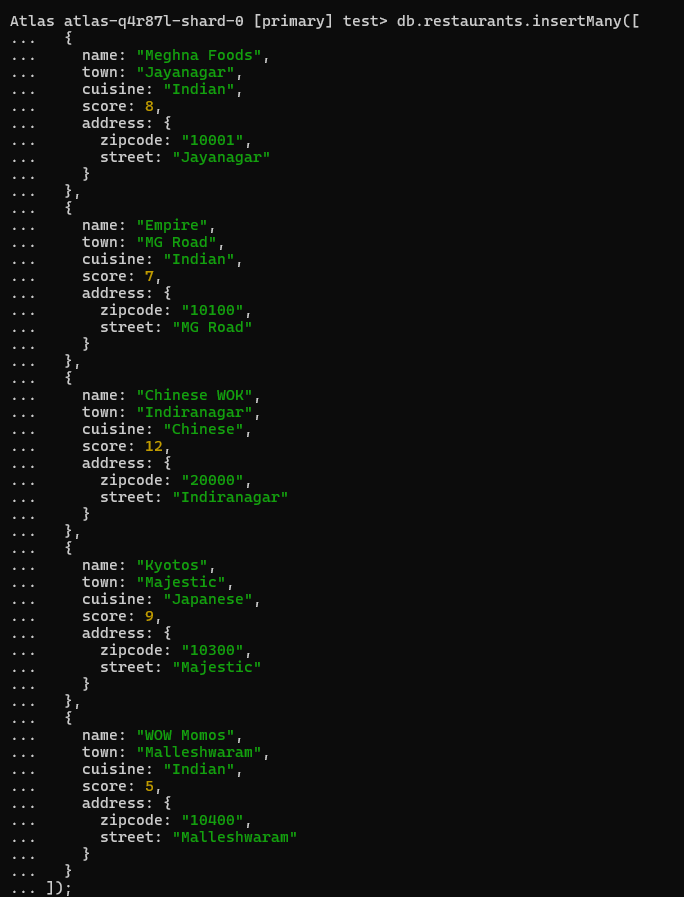 Atlas atlas-q4r87l-shard-0 [primary] test> db.restaurants.insertMany([
...   {
...     name: "Meghna Foods",
...     town: "Jayanagar",
...     cuisine: "Indian",
...     score: 8,
...     address: {
...       zipcode: "10001",
...       street: "Jayanagar"
...     }
...   },
...   {
...     name: "Empire",
...     town: "MG Road",
...     cuisine: "Indian",
...     score: 7,
...     address: {
...       zipcode: "10100",
...       street: "MG Road"
...     }
...   },
...   {
...     name: "Chinese WOK",
...     town: "Indiranagar",
...     cuisine: "Chinese",
...     score: 12,
...     address: {
...       zipcode: "20000",
...       street: "Indiranagar"
...     }
...   },
...   {
...     name: "Kyotos",
...     town: "Majestic",
...     cuisine: "Japanese",
...     score: 9,
...     address: {
...       zipcode: "10300",
...       street: "Majestic"
...     }
...   },
...   {
...     name: "WOW Momos",
...     town: "Malleshwaram",
...     cuisine: "Indian",
...     score: 5,
...     address: {
...       zipcode: "10400",
...       street: "Malleshwaram"
...     }
...   }
... ]);